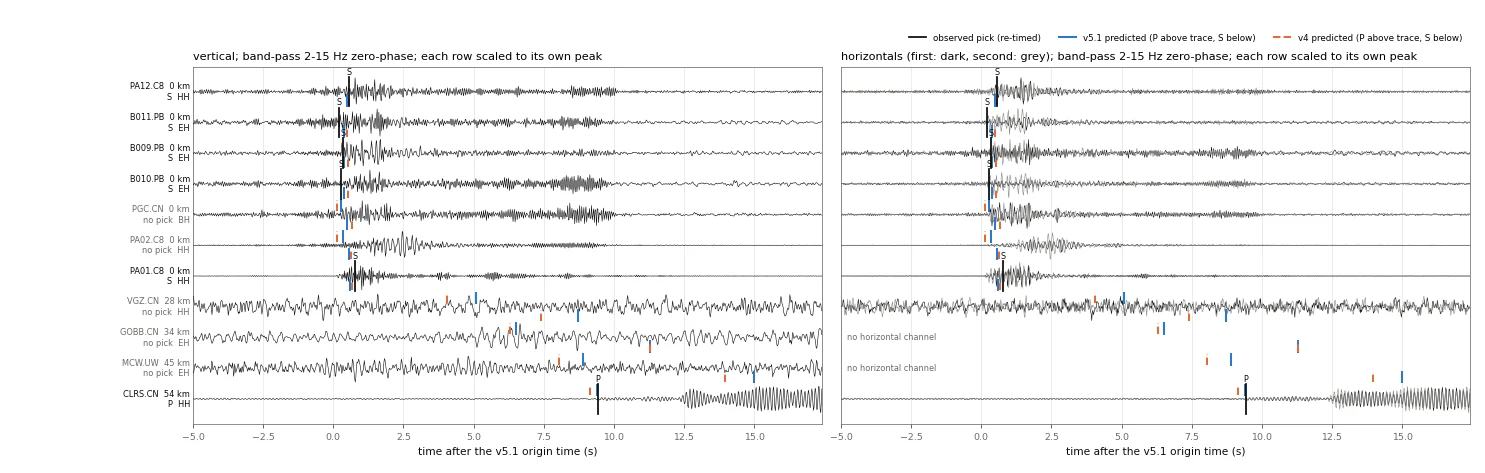 observed pick (re-timed)   v5.1 predicted (P above trace, S below)   v4 predicted (P above trace, S below)
vertical; band-pass 2-15 Hz zero-phase; each row scaled to its own peak
horizontals (first: dark, second: grey); band-pass 2-15 Hz zero-phase; each row scaled to its own peak
PA12.C8 0 km
S HH
S
S
B011.PB 0 km
S EH
S
S
B009.PB 0 km
S EH
S
S
B010.PB 0 km
S EH
S
S
PGC.CN 0 km
no pick BH
PA02.C8 0 km
no pick HH
PA01.C8 0 km
S HH
S
S
VGZ.CN 28 km
no pick HH
GOBB.CN 34 km
no pick EH
no horizontal channel
MCW.UW 45 km
no pick EH
no horizontal channel
CLRS.CN 54 km
P HH
P
P
−5.0 −2.5 0.0 2.5 5.0 7.5 10.0 12.5 15.0
−5.0 −2.5 0.0 2.5 5.0 7.5 10.0 12.5 15.0
time after the v5.1 origin time (s)
time after the v5.1 origin time (s)